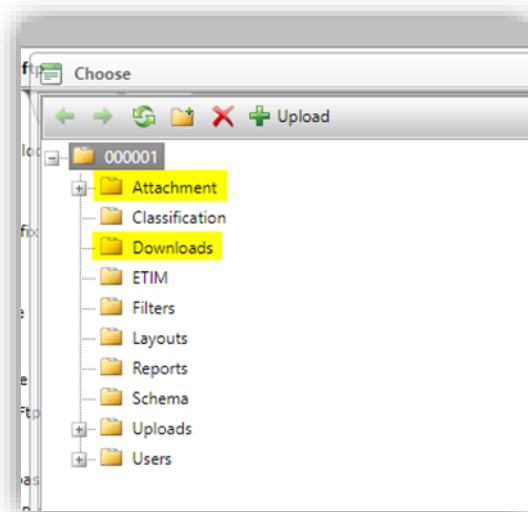 Choose
Upload
000001
Attachment
Classification
Downloads
ETIM
Filters
Layouts
Reports
Schema
Uploads
Users